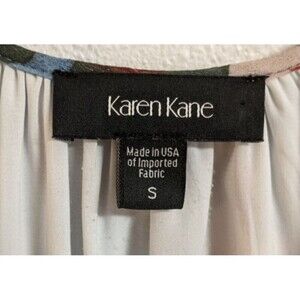 Karen Kane
Made in USA
of Imported
Fabric
S